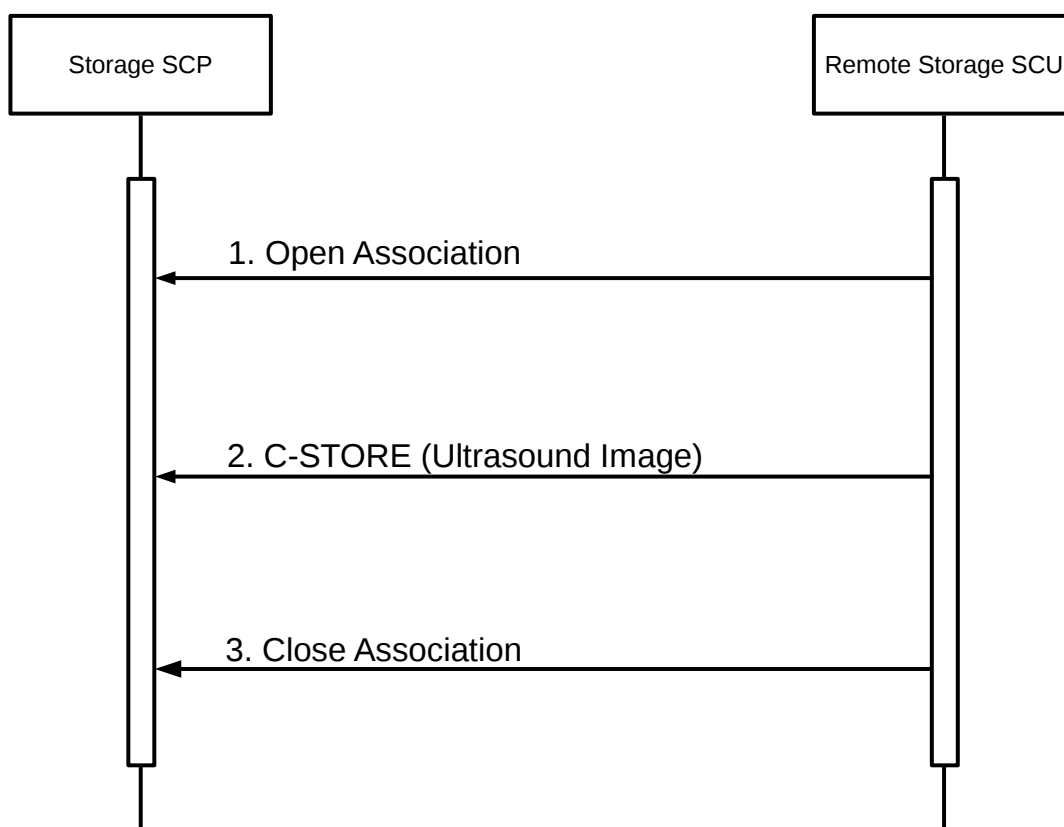 Storage SCP
Remote Storage SCU
1. Open Association
2. C-STORE (Ultrasound Image)
3. Close Association